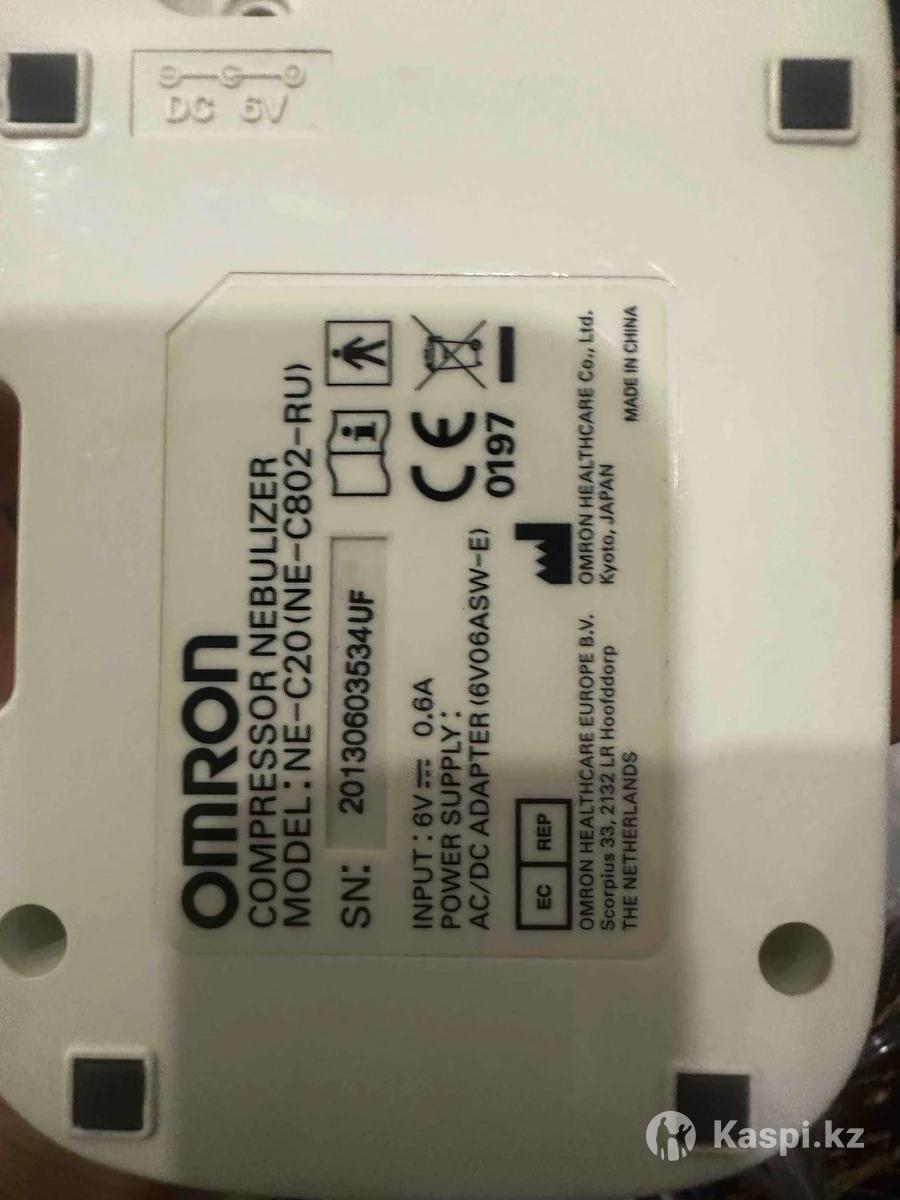 DC 6V
OMRON
COMPRESSOR NEBULIZER
MODEL:NE-C20(NE-C802-RU)
SN: 20130603534UF
INPUT:6V 0.6A
POWER SUPPLY:
AC/DC ADAPTER(6V06ASW-E)
CE
0197
EC REP
OMRON HEALTHCARE EUROPE B.V.
Scorpius 33, 2132 LR Hoofddorp
THE NETHERLANDS
OMRON HEALTHCARE Co., Ltd.
Kyoto, JAPAN
MADE IN CHINA
Kaspi.kz